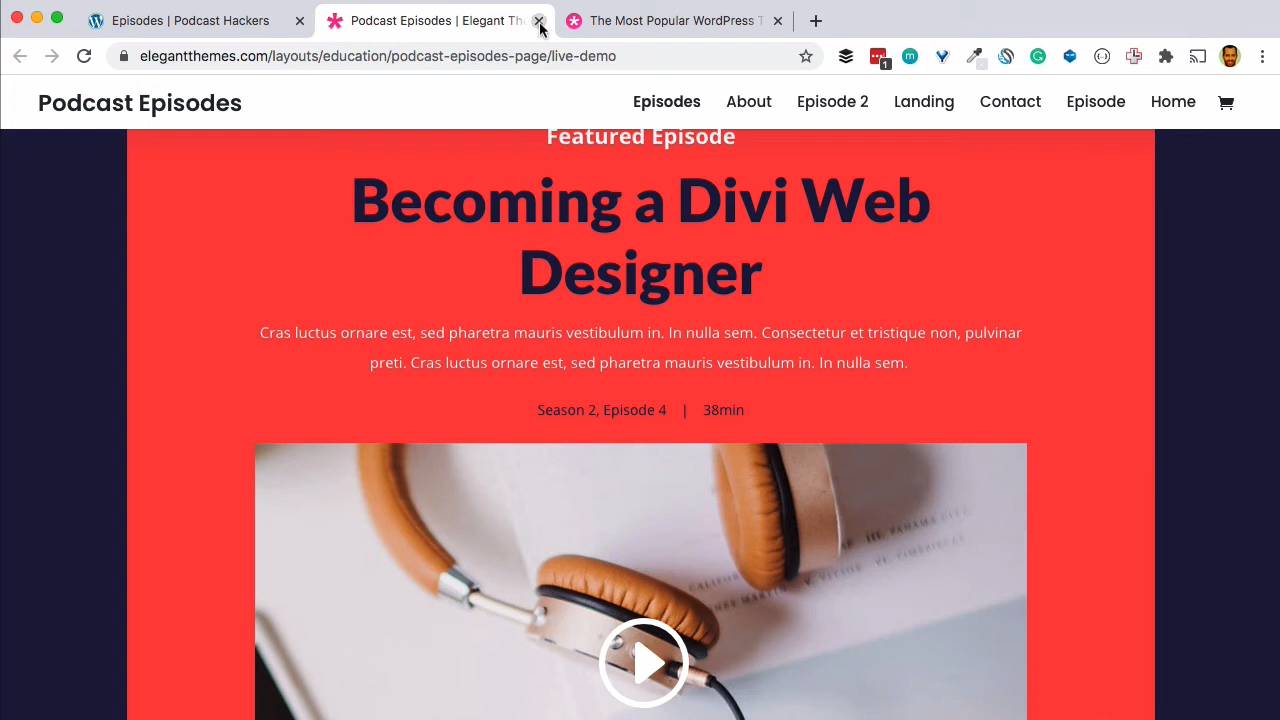 Episodes | Podcast Hackers
Podcast Episodes | Elegant The
The Most Popular WordPress T
elegantthemes.com/layouts/education/podcast-episodes-page/live-demo
1
Podcast Episodes
Episodes About Episode 2 Landing Contact Episode Home
Featured Episode
Becoming a Divi Web
Designer
Cras luctus ornare est, sed pharetra mauris vestibulum in. In nulla sem. Consectetur et tristique non, pulvinar
preti. Cras luctus ornare est, sed pharetra mauris vestibulum in. In nulla sem.
Season 2, Episode 4 | 38min